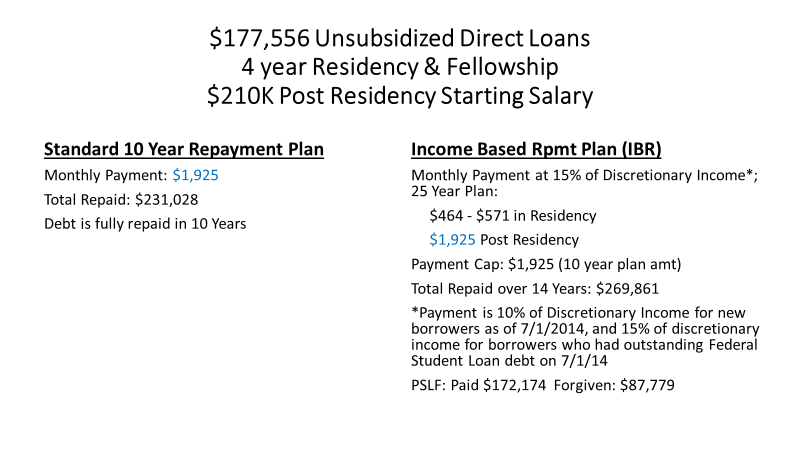 $177,556 Unsubsidized Direct Loans
4 year Residency & Fellowship
$210K Post Residency Starting Salary
Standard 10 Year Repayment Plan
Monthly Payment: $1,925
Total Repaid: $231,028
Debt is fully repaid in 10 Years
Income Based Rpmt Plan (IBR)
Monthly Payment at 15% of Discretionary Income*;
25 Year Plan:
$464 - $571 in Residency
$1,925 Post Residency
Payment Cap: $1,925 (10 year plan amt)
Total Repaid over 14 Years: $269,861
*Payment is 10% of Discretionary Income for new
borrowers as of 7/1/2014, and 15% of discretionary
income for borrowers who had outstanding Federal
Student Loan debt on 7/1/14
PSLF: Paid $172,174 Forgiven: $87,779